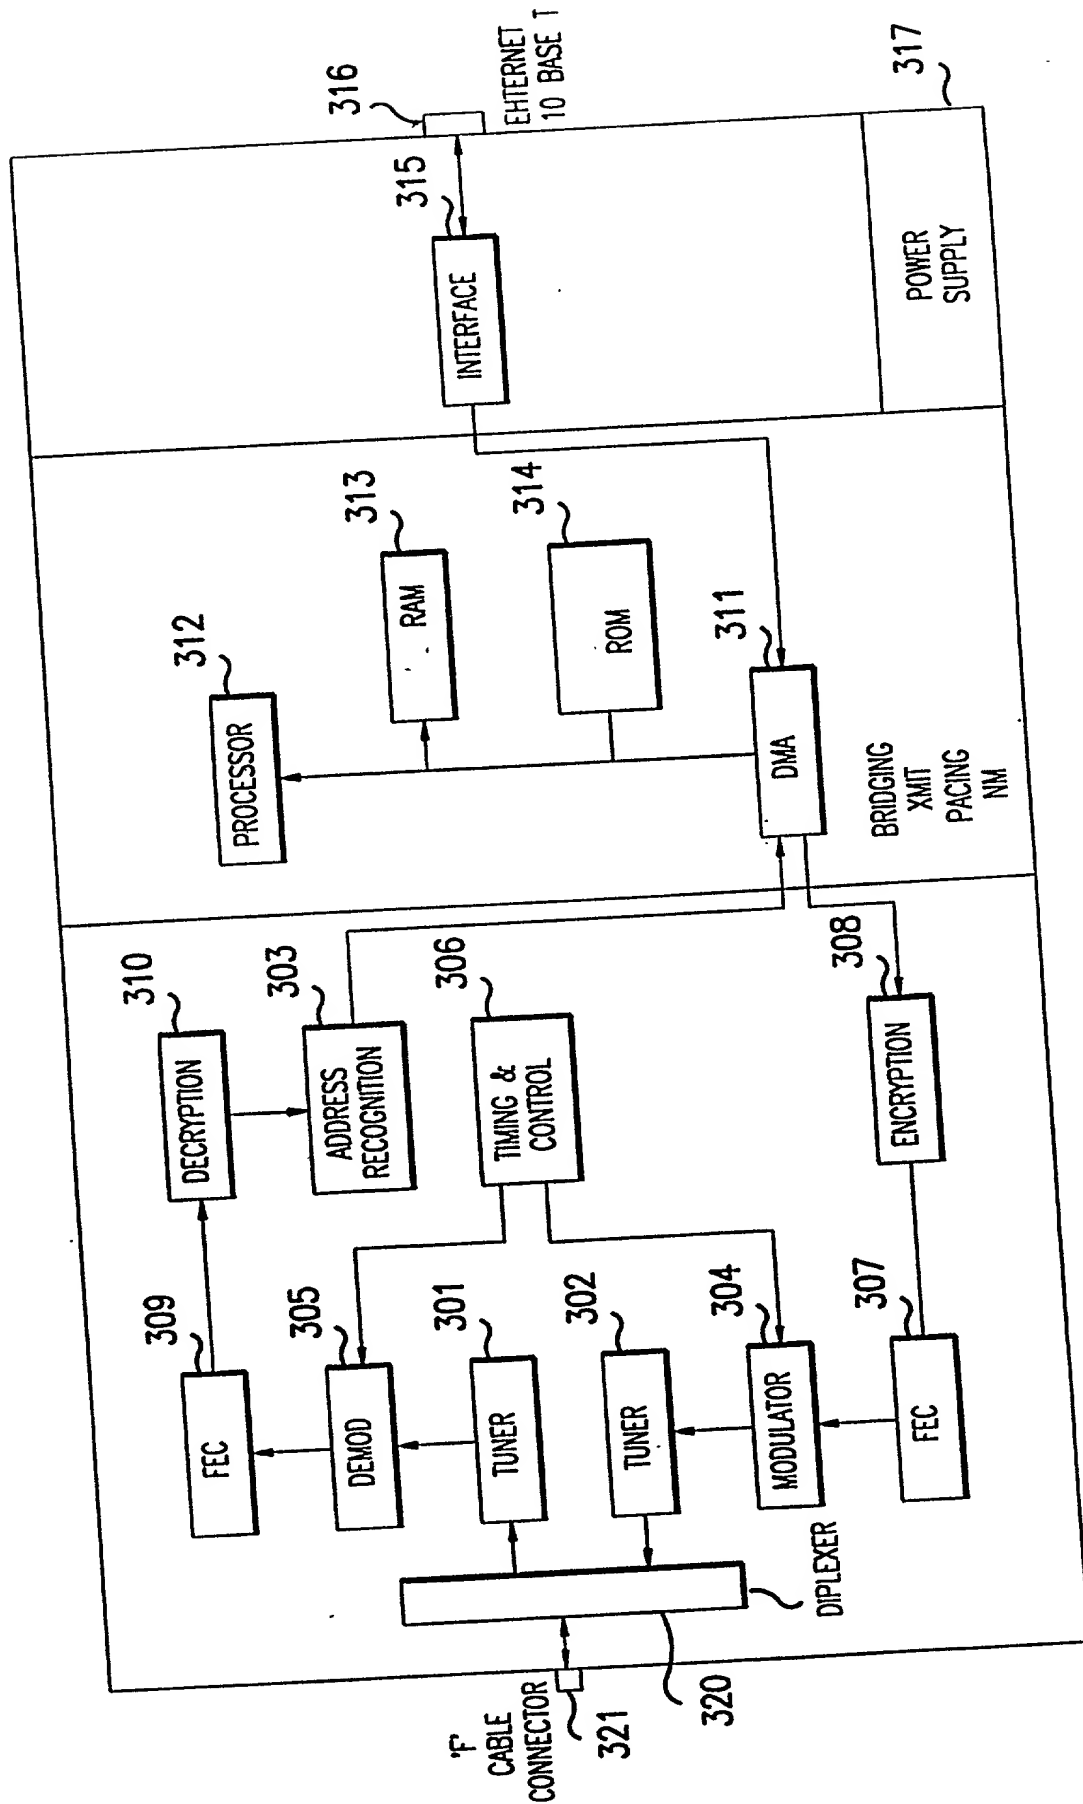 'F'
CABLE
CONNECTOR
321
320
DIPLEXER
FEC
309
DEMOD
305
TUNER
301
TUNER
302
MODULATOR
304
FEC
307
DECRYPTION
310
ADDRESS
RECOGNITION
303
TIMING &
CONTROL
306
ENCRYPTION
308
PROCESSOR
312
RAM
313
ROM
314
DMA
311
BRIDGING
XMIT
PACING
NM
INTERFACE
315
316
EHTERNET
10 BASE T
POWER
SUPPLY
317